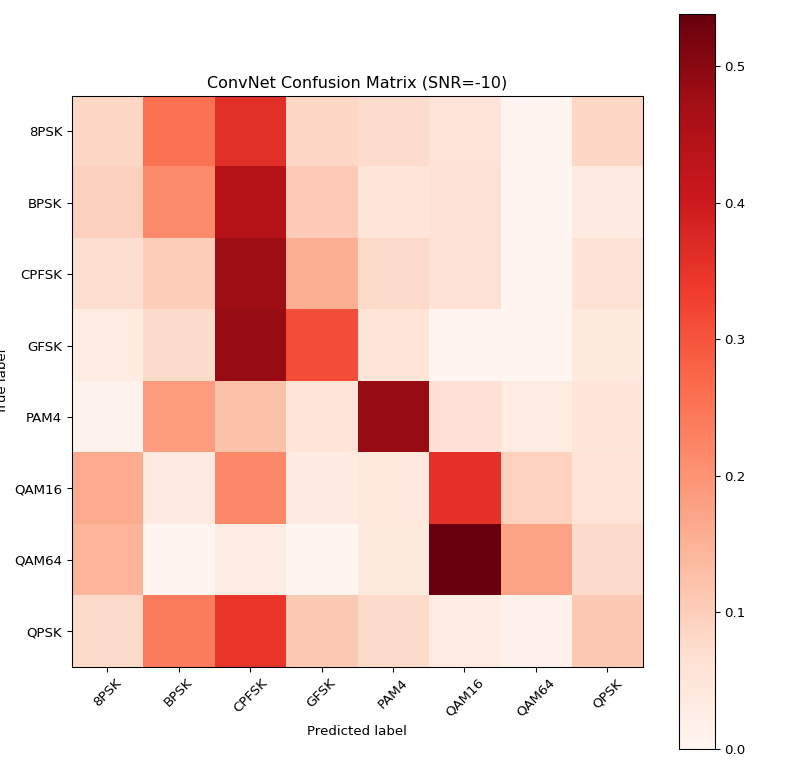 ConvNet Confusion Matrix (SNR=-10)
8PSK
BPSK
CPFSK
GFSK
PAM4
QAM16
QAM64
QPSK
8PSK
BPSK
CPFSK
GFSK
PAM4
QAM16
QAM64
QPSK
Predicted label
0.5
0.4
0.3
0.2
0.1
0.0